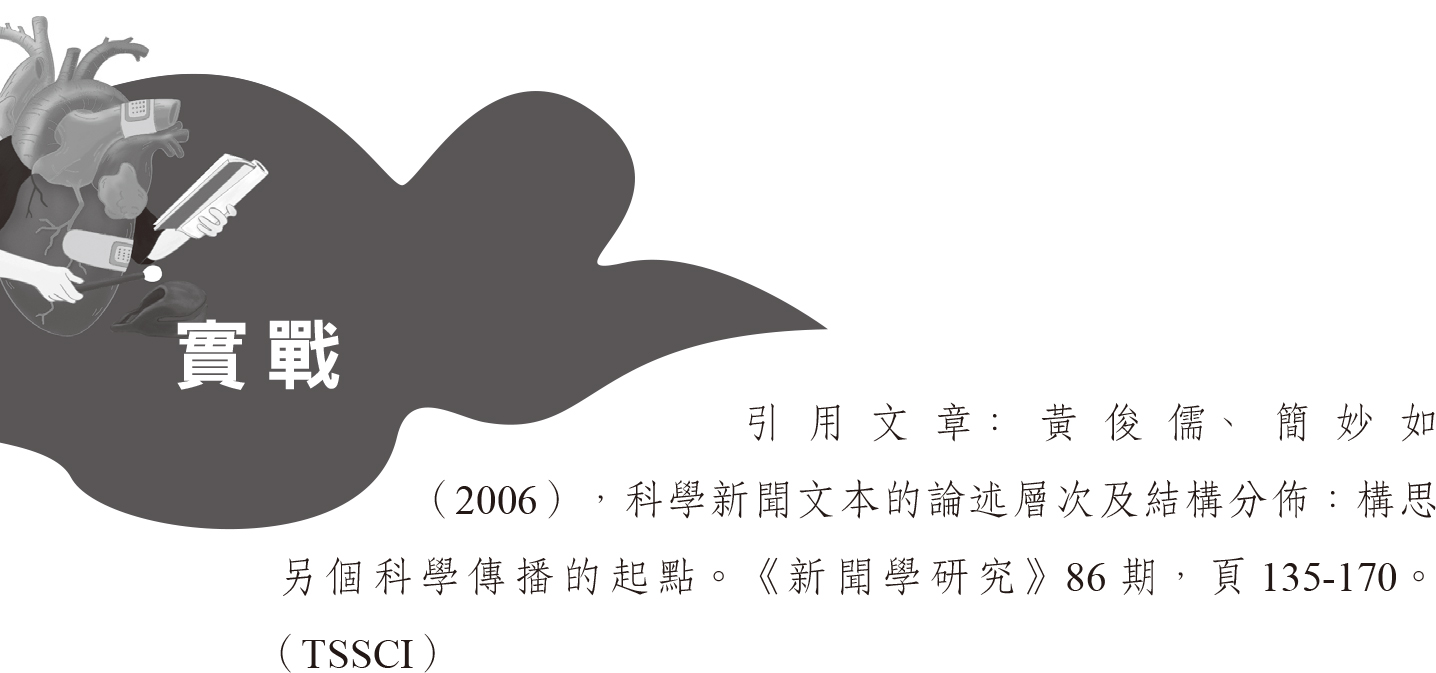 實戰
引用文章：黃俊儒、簡妙如
（2006），科學新聞文本的論述層次及結構分佈：構思
另個科學傳播的起點。《新聞學研究》86 期，頁 135-170。
（TSSCI）